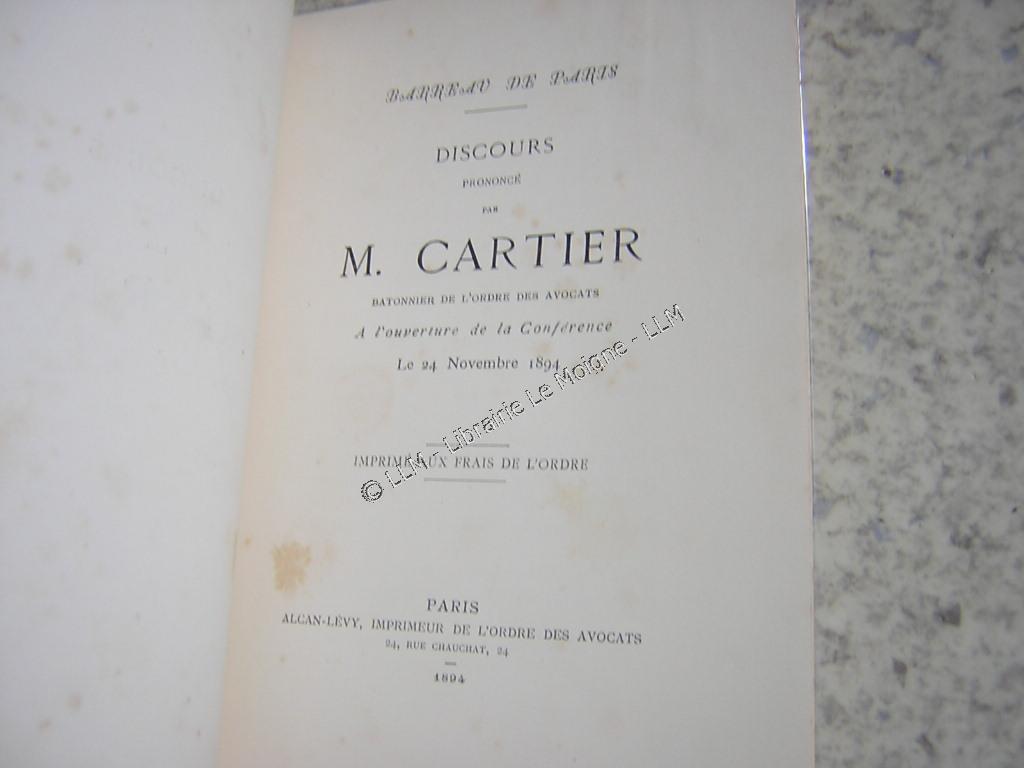 BARREAU DE PARIS
DISCOURS
PRONONCÉ
PAR
M. CARTIER
BATONNIER DE L'ORDRE DES AVOCATS
A l'ouverture de la Conférence
Le 24 Novembre 1894
© LLM - Librairie Le Moigne - LLM
IMPRIMÉ AUX FRAIS DE L'ORDRE
PARIS
ALCAN-LÉVY, IMPRIMEUR DE L'ORDRE DES AVOCATS
24, RUE CHAUCHAT, 24
1894